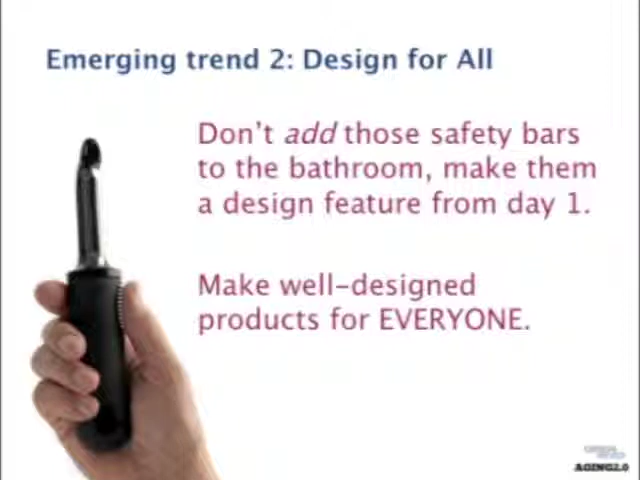 Emerging trend 2: Design for All
Don't add those safety bars
to the bathroom, make them
a design feature from day 1.
Make well-designed
products for EVERYONE.
AGING2.0